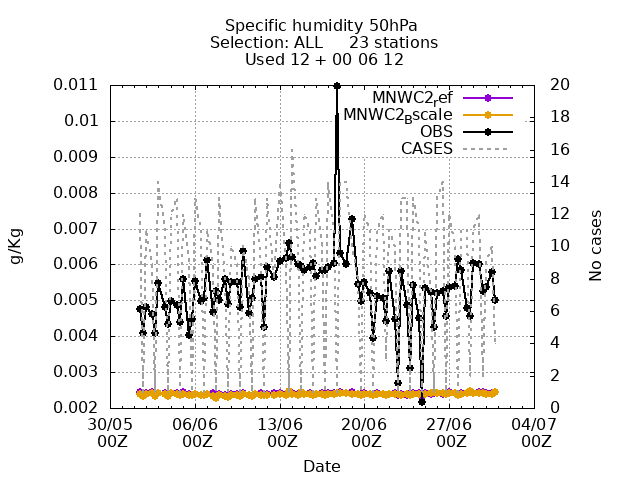 Specific humidity 50hPa
Selection: ALL 23 stations
Used 12 + 00 06 12
MNWC2ref
MNWC2Bscale
OBS
CASES
0.011
0.01
0.009
0.008
0.007
0.006
0.005
0.004
0.003
0.002
g/Kg
20
18
16
14
12
10
8
6
4
2
0
No cases
30/05 06/06 13/06 20/06 27/06 04/07
00Z 00Z 00Z 00Z 00Z 00Z
Date